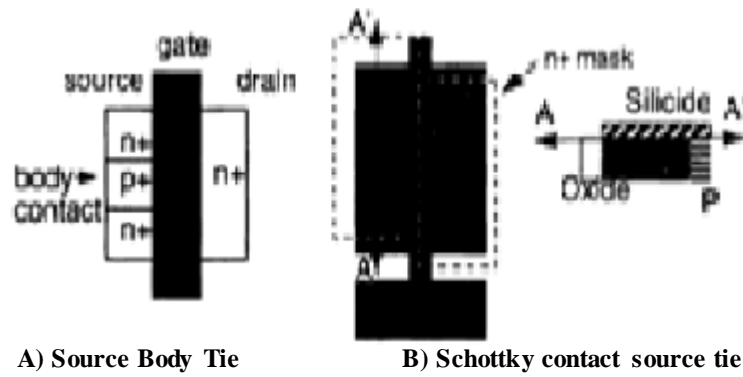 gate
source
drain
n+
p+
n+
n+
body
contact
A'
A
n+ mask
Silicide
A
A'
Oxide
P
A) Source Body Tie
B) Schottky contact source tie